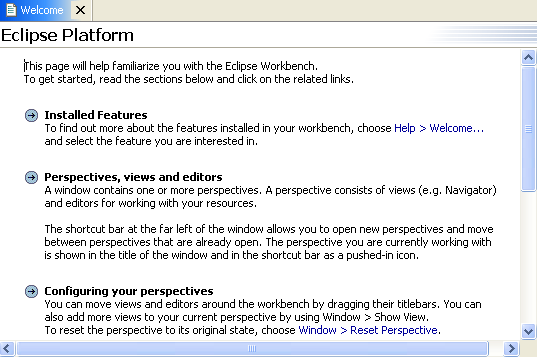 Welcome
Eclipse Platform
This page will help familiarize you with the Eclipse Workbench.
To get started, read the sections below and click on the related links.
Installed Features
To find out more about the features installed in your workbench, choose Help > Welcome...
and select the feature you are interested in.
Perspectives, views and editors
A window contains one or more perspectives. A perspective consists of views (e.g. Navigator)
and editors for working with your resources.
The shortcut bar at the far left of the window allows you to open new perspectives and move
between perspectives that are already open. The perspective you are currently working with
is shown in the title of the window and in the shortcut bar as a pushed-in icon.
Configuring your perspectives
You can move views and editors around the workbench by dragging their titlebars. You can
also add more views to your current perspective by using Window > Show View.
To reset the perspective to its original state, choose Window > Reset Perspective.